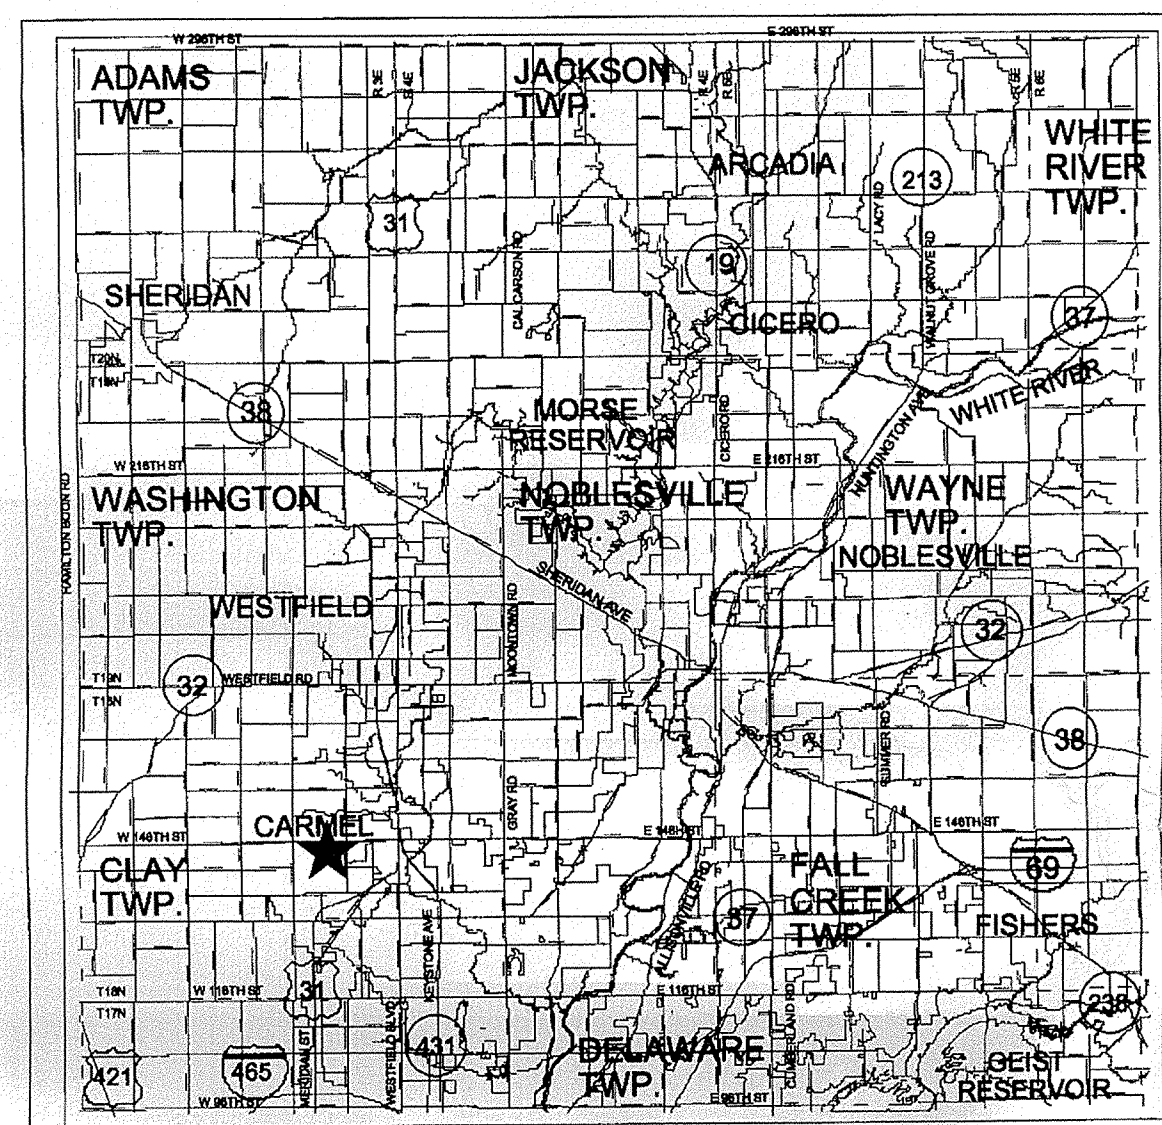 W 296TH ST
E 296TH ST
ADAMS
TWP.
R 3E
R 4E
JACKSON
TWP.
R 4E
R 5E
R 5E
R 6E
WHITE
RIVER
TWP.
ARCADIA
213
LACY RD
31
CAL CARSON RD
19
WALNUT GROVE RD
SHERIDAN
CICERO
37
T20N
T19N
38
MORSE
RESERVOIR
CICERO RD
HUNTINGTON AVE
WHITE RIVER
W 216TH ST
E 216TH ST
HAMILTON BOON RD
WASHINGTON
TWP.
NOBLESVILLE
TWP.
WAYNE
TWP.
NOBLESVILLE
SHERIDAN AVE
WESTFIELD
MOONTOWN RD
32
T19N
T18N
32
WESTFIELD RD
38
SUMMER RD
GRAY RD
CARMEL
W 146TH ST
E 146H ST
E 146TH ST
CLAY
TWP.
FALL
CREEK
TWP.
69
ALLISONVILLE RD
37
FISHERS
KEYSTONE AVE
T18N
T17N
W 116TH ST
31
E 116TH ST
CUMBERLAND RD
238
MERIDIAN ST
WESTFIELD BLVD
431
DELAWARE
TWP.
421
465
GEIST
RESERVOIR
W 96TH ST
E 96TH ST